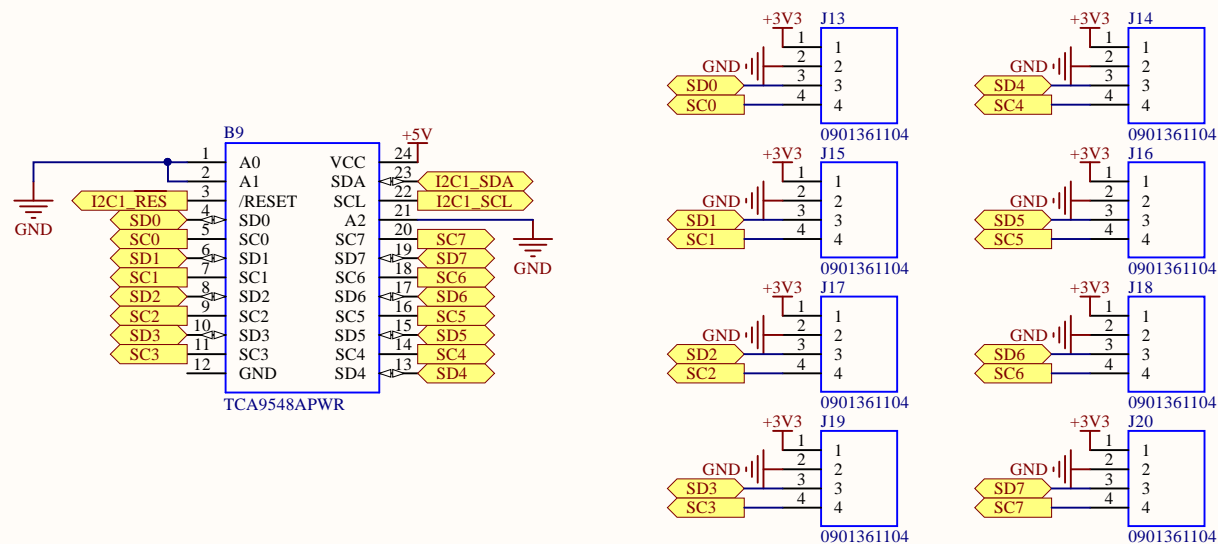 B9
+5V
1 A0 VCC 24
2 A1 SDA 23 I2C1_SDA
I2C1_RES 3 /RESET SCL 22 I2C1_SCL
SD0 4 SD0 A2 21
SC0 5 SC0 SC7 20 SC7
SD1 6 SD1 SD7 19 SD7
SC1 7 SC1 SC6 18 SC6
SD2 8 SD2 SD6 17 SD6
SC2 9 SC2 SC5 16 SC5
SD3 10 SD3 SD5 15 SD5
SC3 11 SC3 SC4 14 SC4
12 GND SD4 13 SD4
TCA9548APWR
GND
GND
+3V3 J13
1 1
GND 2 2
SD0 3 3
SC0 4 4
0901361104
+3V3 J14
1 1
GND 2 2
SD4 3 3
SC4 4 4
0901361104
+3V3 J15
1 1
GND 2 2
SD1 3 3
SC1 4 4
0901361104
+3V3 J16
1 1
GND 2 2
SD5 3 3
SC5 4 4
0901361104
+3V3 J17
1 1
GND 2 2
SD2 3 3
SC2 4 4
0901361104
+3V3 J18
1 1
GND 2 2
SD6 3 3
SC6 4 4
0901361104
+3V3 J19
1 1
GND 2 2
SD3 3 3
SC3 4 4
0901361104
+3V3 J20
1 1
GND 2 2
SD7 3 3
SC7 4 4
0901361104